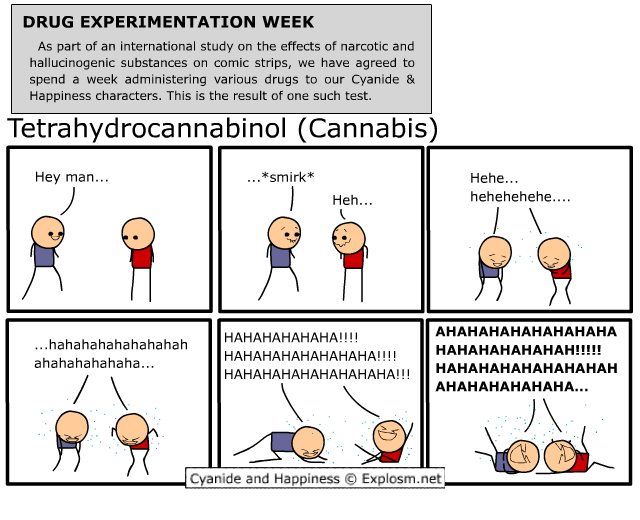 DRUG EXPERIMENTATION WEEK
As part of an international study on the effects of narcotic and
hallucinogenic substances on comic strips, we have agreed to
spend a week administering various drugs to our Cyanide &
Happiness characters. This is the result of one such test.
Tetrahydrocannabinol (Cannabis)
Hey man...
...*smirk*
Heh...
Hehe...
hehehehehe....
...hahahahahahahahah
ahahahahahaha...
HAHAHAHAHAHA!!!!
HAHAHAHAHAHAHAHA!!!!
HAHAHAHAHAHAHAHAHA!!!
AHAHAHAHAHAHAHAHA
HAHAHAHAHAHAH!!!!!
HAHAHAHAHAHAHAHAHAH
AHAHAHAHAHAHA...
Cyanide and Happiness © Explosm.net